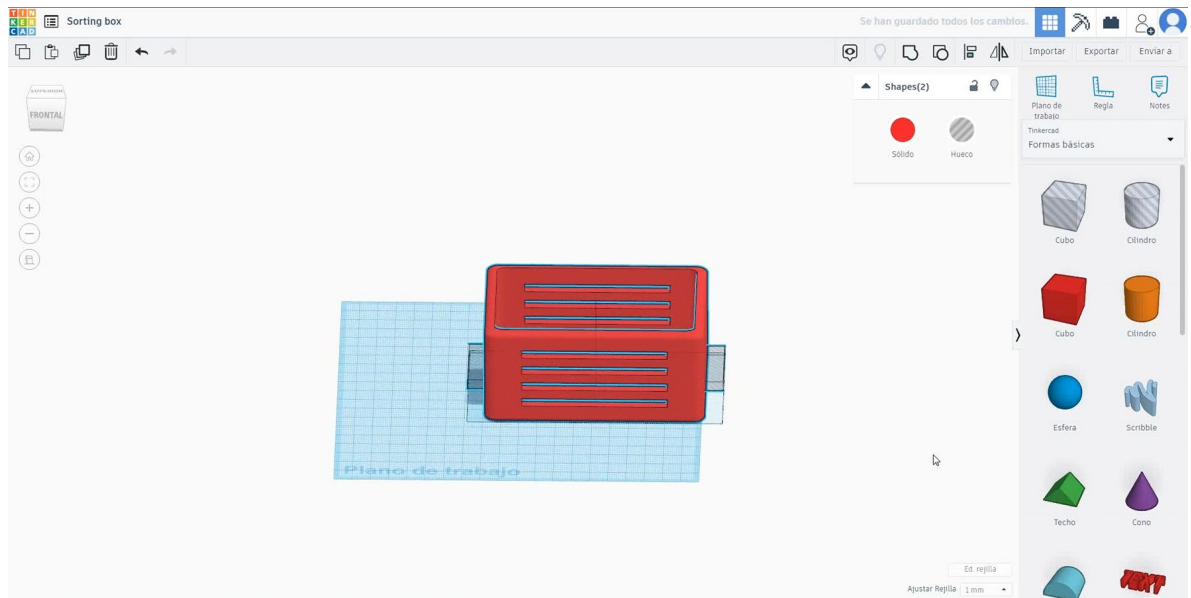 TIN
KER
CAD
Sorting box
Se han guardado todos los cambios.
Importar
Exportar
Enviar a
SUPERIOR
FRONTAL
Shapes(2)
Sólido
Hueco
Plano de
trabajo
Regla
Notes
Tinkercad
Formas básicas
Cubo
Cilindro
Cubo
Cilindro
Esfera
Scribble
Techo
Cono
TEXT
Plano de trabajo
Ed. rejilla
Ajustar Rejilla
1 mm